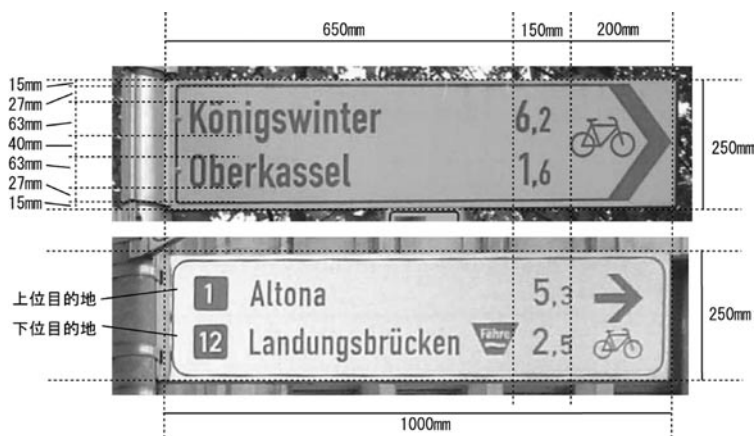 650mm 150mm 200mm
15mm
27mm
63mm
40mm
63mm
27mm
15mm
Königswinter 6,2
Oberkassel 1,6
250mm
上位目的地
下位目的地
1 Altona 5,3
12 Landungsbrücken Fähre 2,5
250mm
1000mm